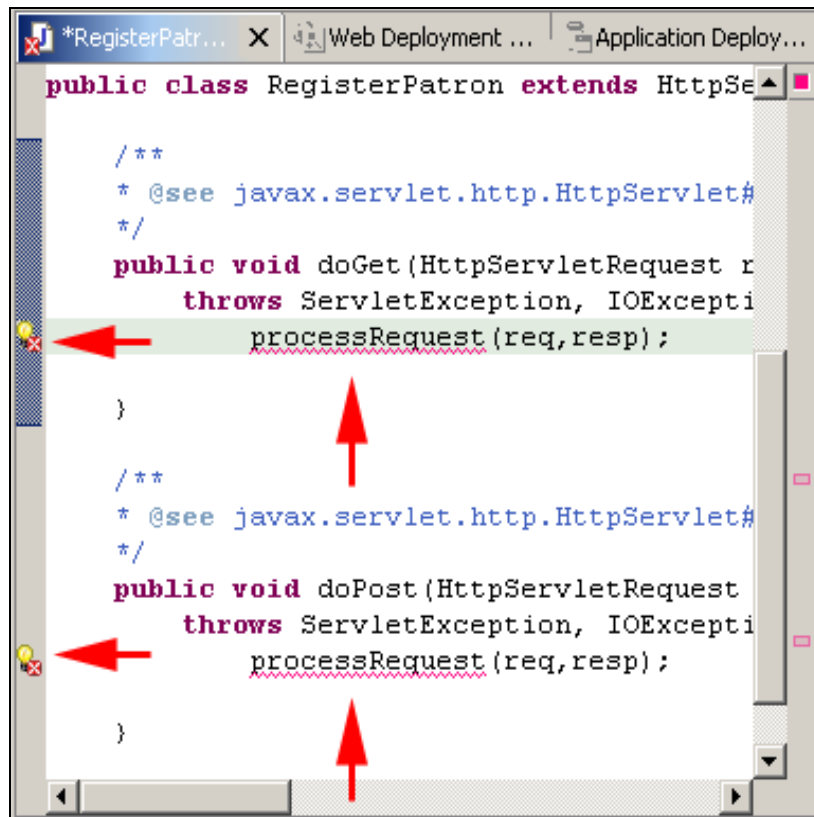 *RegisterPatr... Web Deployment ... Application Deploy...
public class RegisterPatron extends HttpSe
/**
* @see javax.servlet.http.HttpServlet#
*/
public void doGet(HttpServletRequest r
throws ServletException, IOExcepti
processRequest(req,resp);
}
/**
* @see javax.servlet.http.HttpServlet#
*/
public void doPost(HttpServletRequest
throws ServletException, IOExcepti
processRequest(req,resp);
}